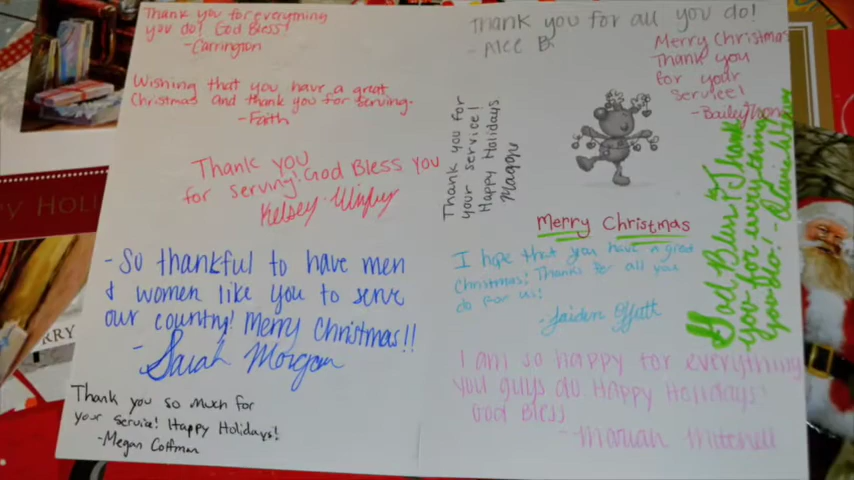 Thank you for everything
you do! God Bless!
-Carrington
Wishing that you have a great
Christmas and thank you for serving.
-Faith
Thank you
for serving! God Bless you
Kelsey Winfrey
-So thankful to have men
& women like you to serve
our country! Merry Christmas!!
- Sarah Morgan
Thank you so much for
your service! Happy Holidays!
-Megan Coffman
Thank you for all you do!
- Alec B
Merry Christmas
Thank you
for your
service!
-Bailey
Thank you for
your service!
Happy Holidays
Maggie
Merry Christmas
I hope that you have a great
Christmas! Thanks for all you
do for us!
-Jaiden
God Bless! Thank
you for everything
you do!
I am so happy for everything
you guys do. Happy Holidays!
God Bless
-Mariah Mitchell
RRY